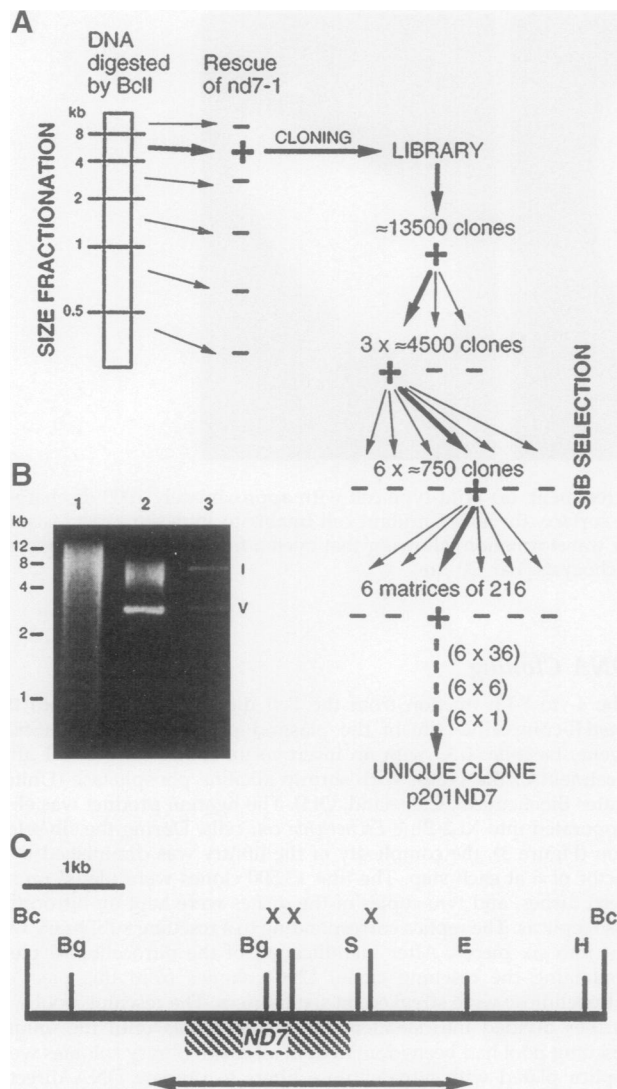 A
DNA
digested
by BclI
Rescue
of nd7-1
kb
8
4
2
1
0.5
SIZE FRACTIONATION
CLONING
LIBRARY
≈13500 clones
+
3 x ≈4500 clones
+ – –
6 x ≈750 clones
– – – + – –
6 matrices of 216
– + – – – –
(6 x 36)
(6 x 6)
(6 x 1)
UNIQUE CLONE
p201ND7
SIB SELECTION
B
1 2 3
kb
12
8
4
2
1
I
V
C
1kb
Bc Bg Bg X X S X E H Bc
ND7